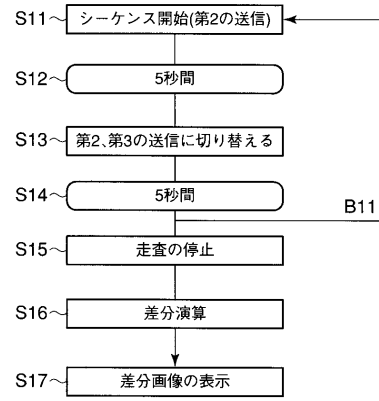 S11 シーケンス開始(第2の送信)
S12 5秒間
S13 第2、第3の送信に切り替える
S14 5秒間
B11
S15 走査の停止
S16 差分演算
S17 差分画像の表示